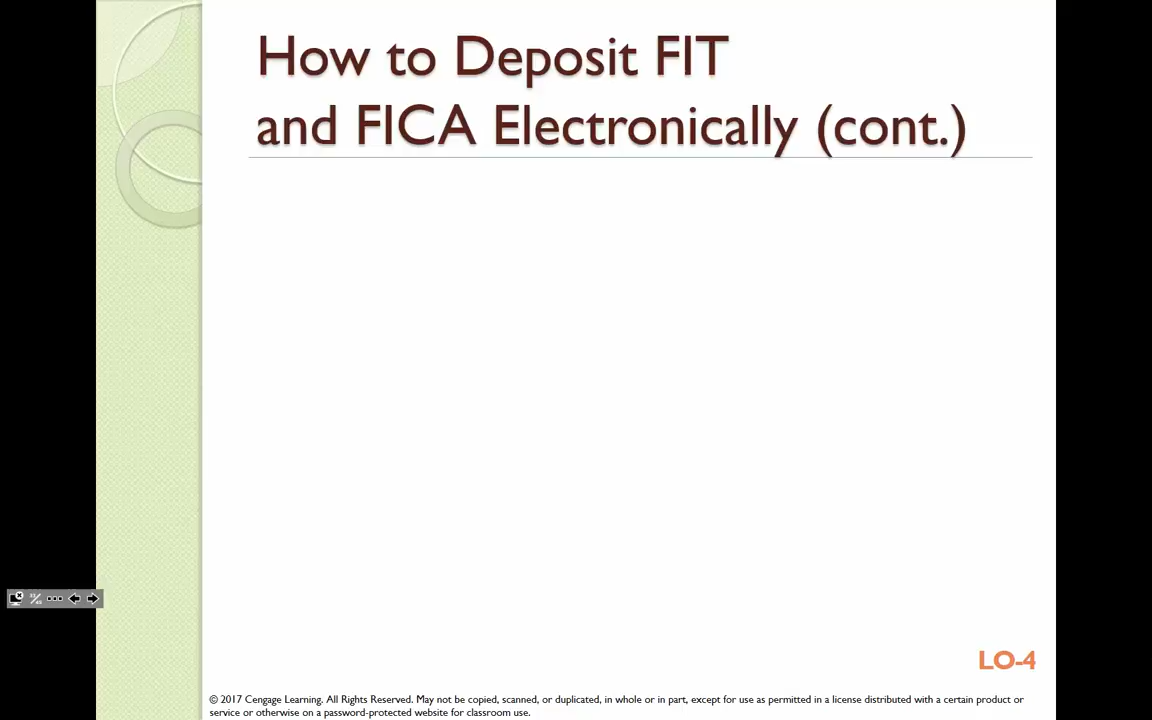 How to Deposit FIT
and FICA Electronically (cont.)
LO-4
© 2017 Cengage Learning. All Rights Reserved. May not be copied, scanned, or duplicated, in whole or in part, except for use as permitted in a license distributed with a certain product or
service or otherwise on a password-protected website for classroom use.